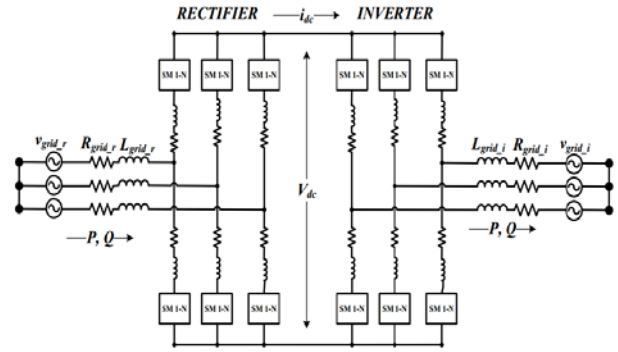 RECTIFIER i_dc INVERTER
SM 1-N SM 1-N SM 1-N SM 1-N SM 1-N SM 1-N
v_grid_r R_grid_r L_grid_r
L_grid_i R_grid_i v_grid_i
V_dc
P, Q
P, Q
SM 1-N SM 1-N SM 1-N SM 1-N SM 1-N SM 1-N